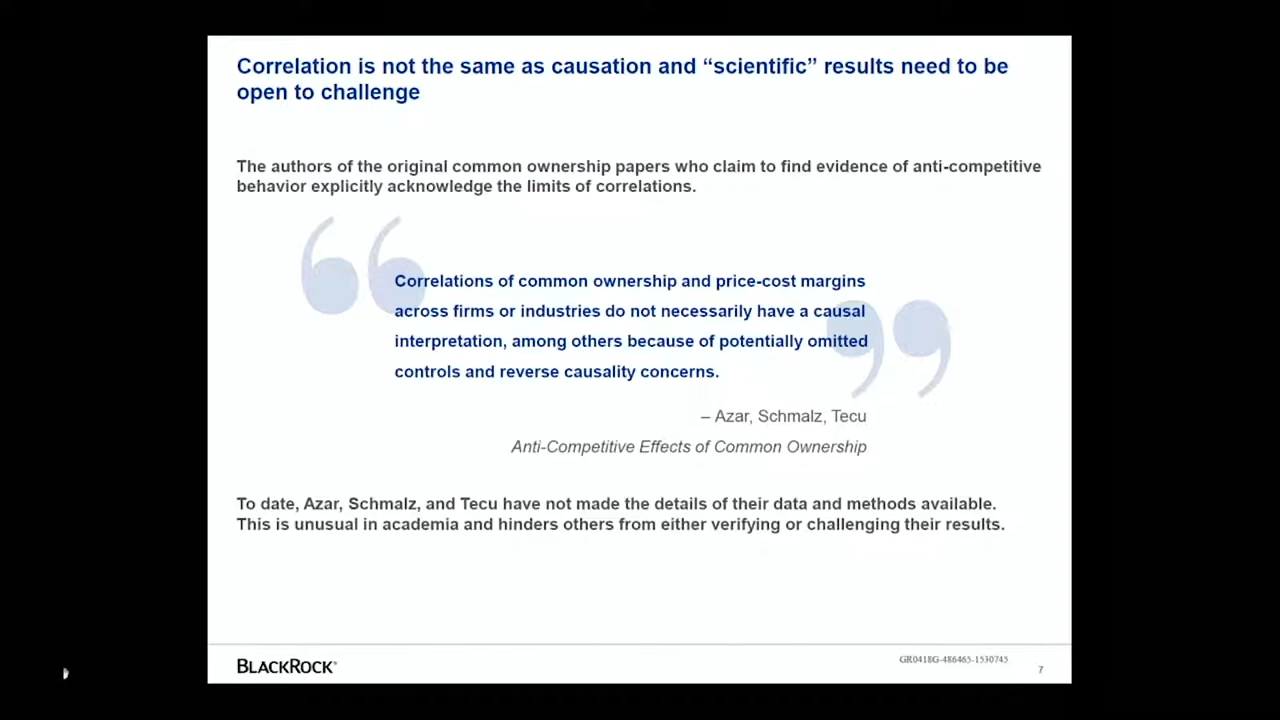 Correlation is not the same as causation and “scientific” results need to be
open to challenge
The authors of the original common ownership papers who claim to find evidence of anti-competitive
behavior explicitly acknowledge the limits of correlations.
“
Correlations of common ownership and price-cost margins
across firms or industries do not necessarily have a causal
interpretation, among others because of potentially omitted
controls and reverse causality concerns.
”
– Azar, Schmalz, Tecu
Anti-Competitive Effects of Common Ownership
To date, Azar, Schmalz, and Tecu have not made the details of their data and methods available.
This is unusual in academia and hinders others from either verifying or challenging their results.
BLACKROCK®
GR0418G-486465-1530745
7